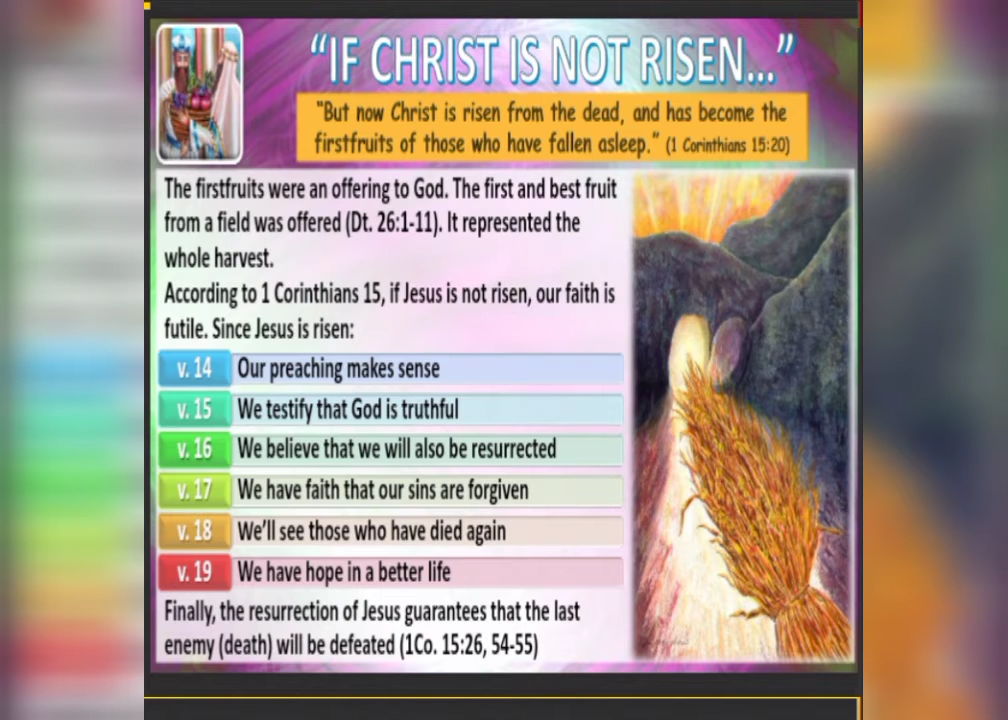 “IF CHRIST IS NOT RISEN...”
“But now Christ is risen from the dead, and has become the
firstfruits of those who have fallen asleep.” (1 Corinthians 15:20)
The firstfruits were an offering to God. The first and best fruit
from a field was offered (Dt. 26:1-11). It represented the
whole harvest.
According to 1 Corinthians 15, if Jesus is not risen, our faith is
futile. Since Jesus is risen:
v. 14 Our preaching makes sense
v. 15 We testify that God is truthful
v. 16 We believe that we will also be resurrected
v. 17 We have faith that our sins are forgiven
v. 18 We’ll see those who have died again
v. 19 We have hope in a better life
Finally, the resurrection of Jesus guarantees that the last
enemy (death) will be defeated (1Co. 15:26, 54-55)